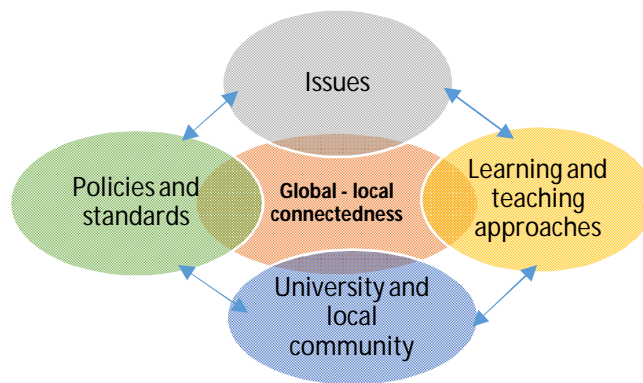 Issues
Policies and
standards
Global - local
connectedness
Learning and
teaching
approaches
University and
local
community